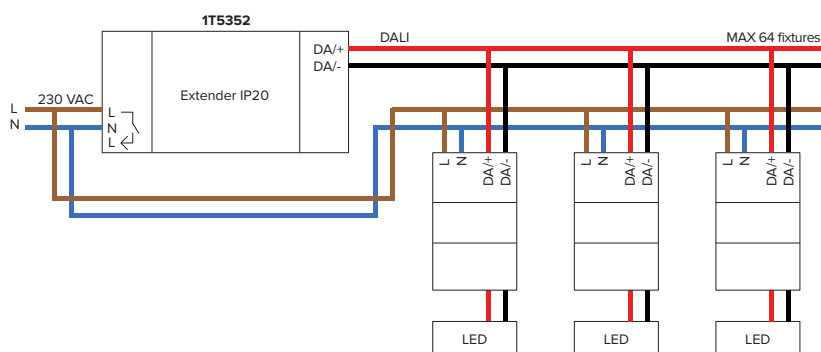 1T5352
DA/+ DALI MAX 64 fixtures
DA/-
Extender IP20
L 230 VAC L
N N
L
L N DA/+ DA/- L N DA/+ DA/- L N DA/+ DA/-
LED LED LED